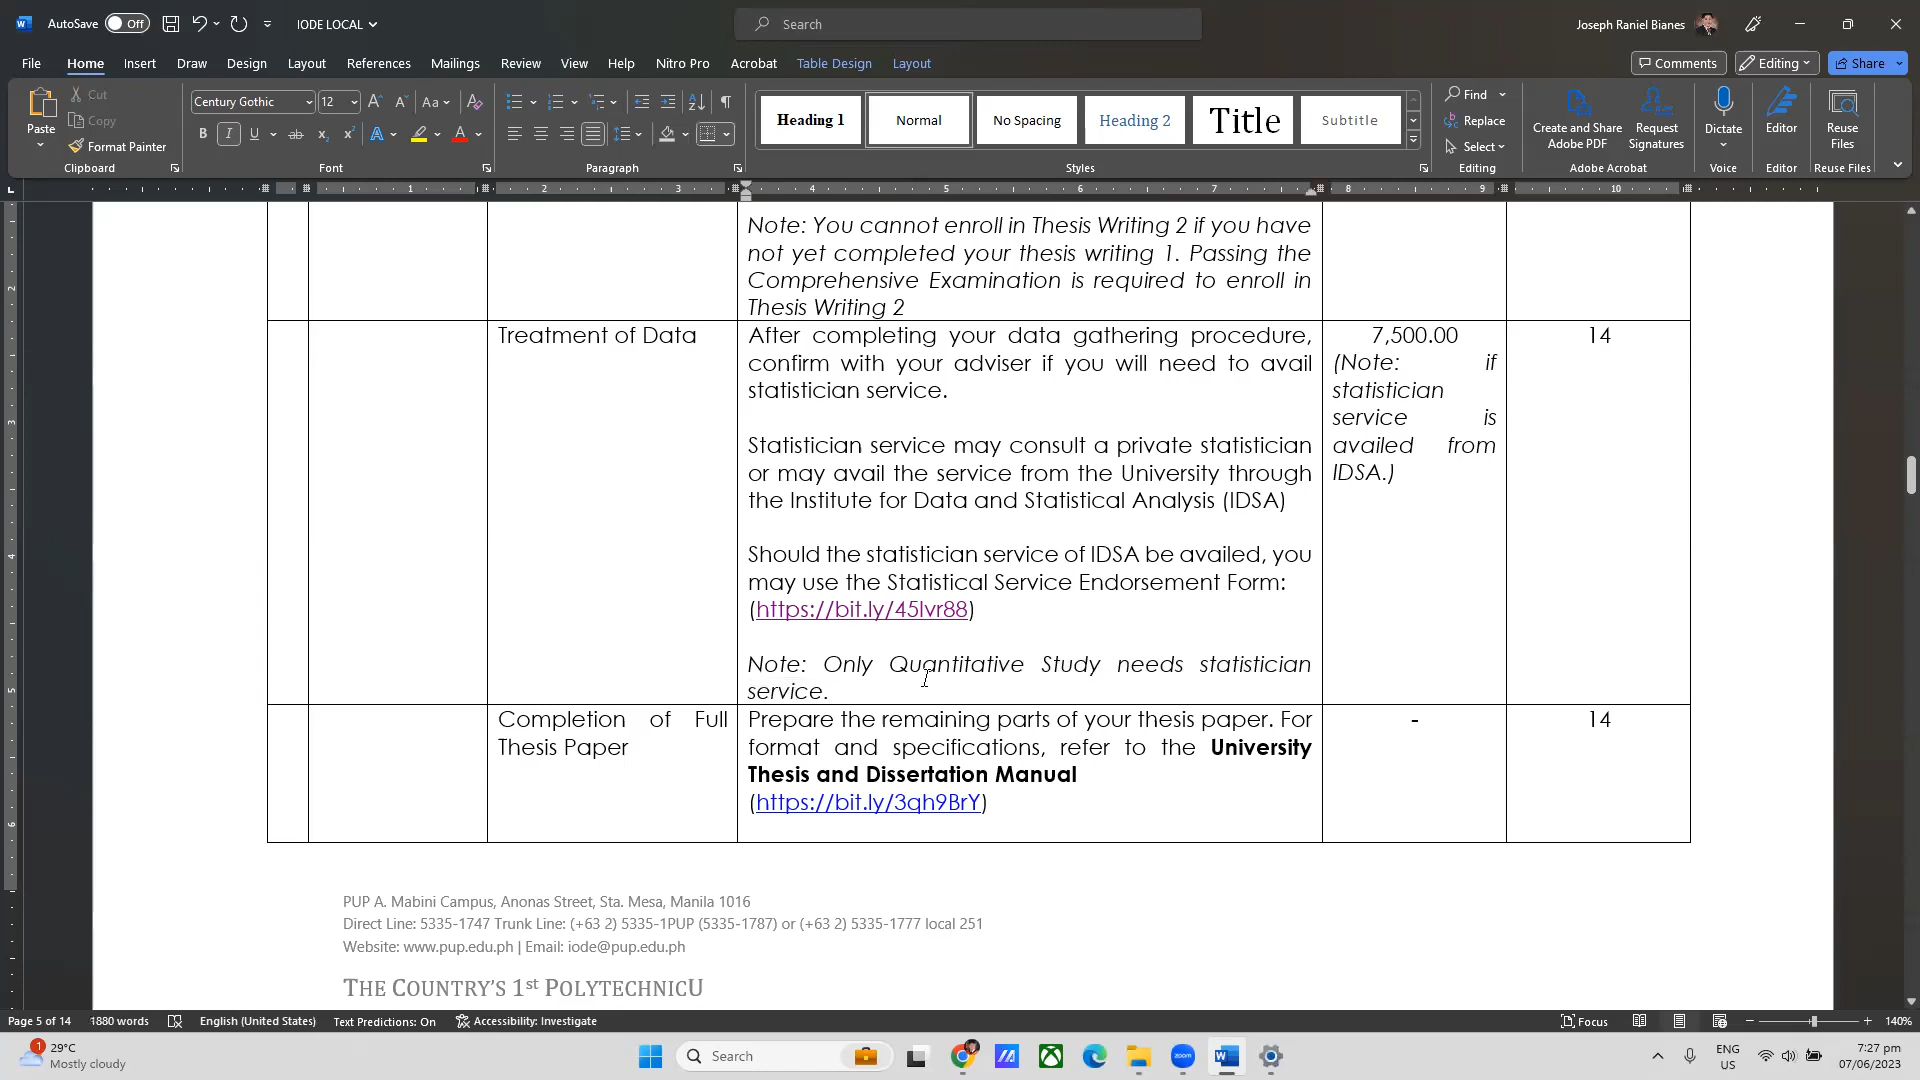 AutoSave Off IODE LOCAL Search Joseph Raniel Bianes
File Home Insert Draw Design Layout References Mailings Review View Help Nitro Pro Acrobat Table Design Layout Comments Editing Share
Paste Cut Copy Format Painter
Century Gothic 12
Heading 1 Normal No Spacing Heading 2 Title Subtitle
Find Replace Select
Create and Share Adobe PDF
Request Signatures
Dictate
Editor
Reuse Files
Clipboard Font Paragraph Styles Editing Adobe Acrobat Voice Editor Reuse Files
1 2 3 4 5 6 7 8 9 10
Note: You cannot enroll in Thesis Writing 2 if you have
not yet completed your thesis writing 1. Passing the
Comprehensive Examination is required to enroll in
Thesis Writing 2
Treatment of Data
After completing your data gathering procedure,
confirm with your adviser if you will need to avail
statistician service.
Statistician service may consult a private statistician
or may avail the service from the University through
the Institute for Data and Statistical Analysis (IDSA)
Should the statistician service of IDSA be availed, you
may use the Statistical Service Endorsement Form:
(https://bit.ly/45lvr88)
Note: Only Quantitative Study needs statistician
service.
7,500.00
(Note: if
statistician
service is
availed from
IDSA.)
14
Completion of Full
Thesis Paper
Prepare the remaining parts of your thesis paper. For
format and specifications, refer to the University
Thesis and Dissertation Manual
(https://bit.ly/3qh9BrY)
-
14
PUP A. Mabini Campus, Anonas Street, Sta. Mesa, Manila 1016
Direct Line: 5335-1747 Trunk Line: (+63 2) 5335-1PUP (5335-1787) or (+63 2) 5335-1777 local 251
Website: www.pup.edu.ph | Email: iode@pup.edu.ph
THE COUNTRY'S 1st POLYTECHNICU
Page 5 of 14 1880 words English (United States) Text Predictions: On Accessibility: Investigate Focus 140%
1 29°C
Mostly cloudy
Search
zoom
ENG
US
7:27 pm
07/06/2023